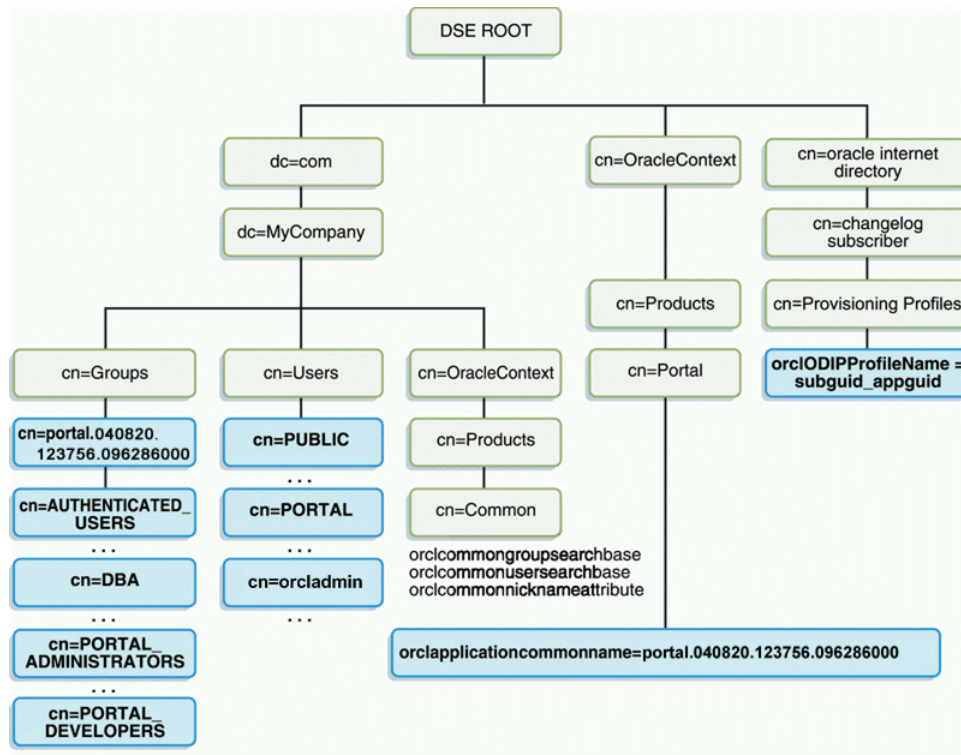 DSE ROOT
dc=com
cn=OracleContext
cn=oracle internet
directory
dc=MyCompany
cn=changelog
subscriber
cn=Products
cn=Provisioning Profiles
cn=Groups
cn=Users
cn=OracleContext
cn=Portal
orclODIPProfileName =
subguid_appguid
cn=portal.040820.
123756.096286000
cn=PUBLIC
cn=Products
...
cn=AUTHENTICATED_
USERS
cn=PORTAL
cn=Common
...
...
orclcommongroupsearchbase
orclcommonusersearchbase
orclcommonnicknameattribute
cn=DBA
cn=orcladmin
...
...
cn=PORTAL_
ADMINISTRATORS
orclapplicationcommonname=portal.040820.123756.096286000
...
cn=PORTAL_
DEVELOPERS